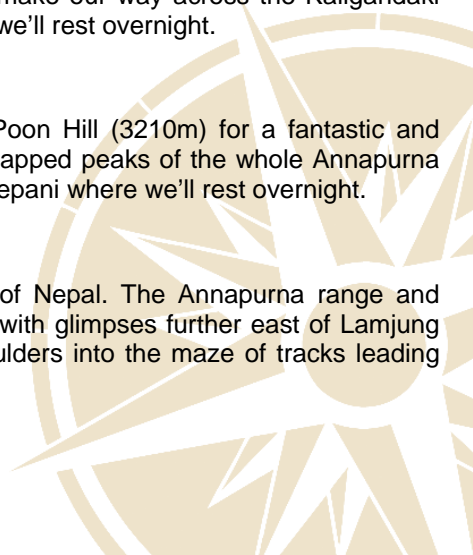 make our way across the Kaligandaki
we'll rest overnight.
Poon Hill (3210m) for a fantastic and
capped peaks of the whole Annapurna
epani where we'll rest overnight.
of Nepal. The Annapurna range and
with glimpses further east of Lamjung
ulders into the maze of tracks leading